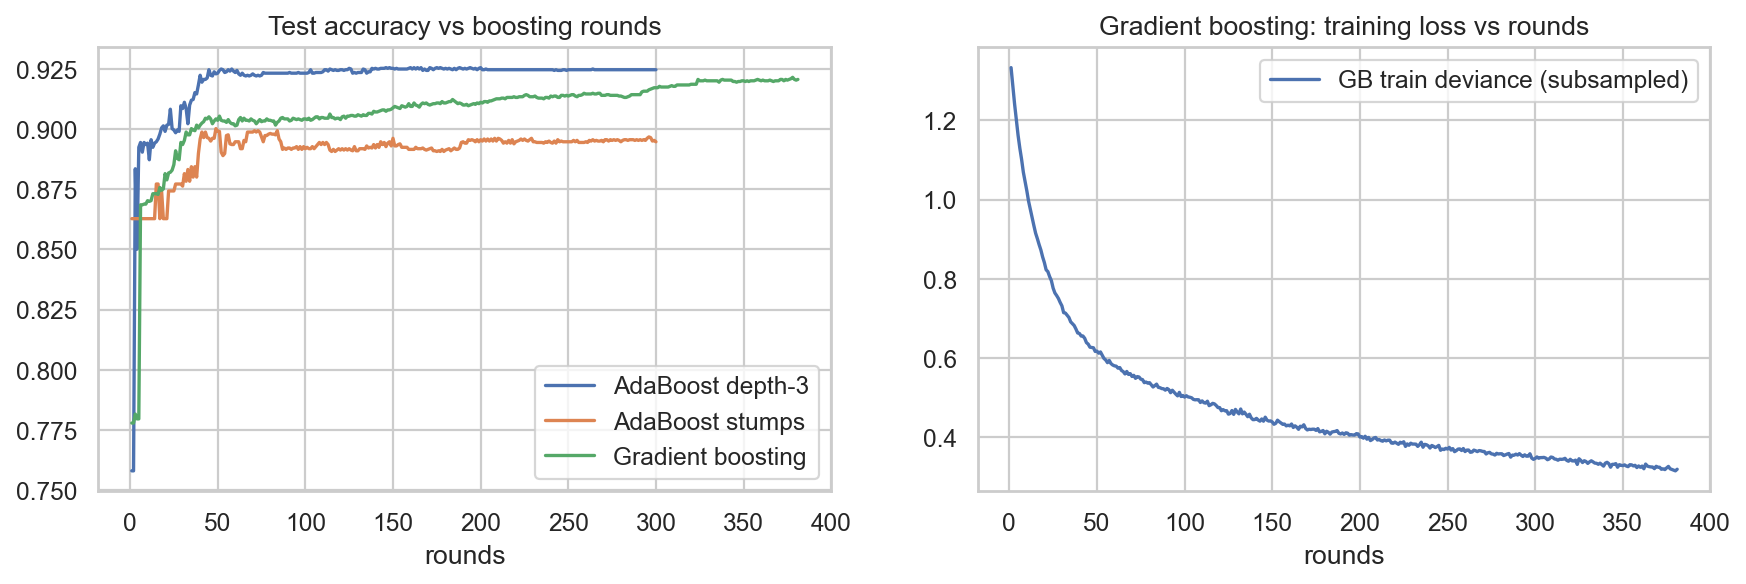 Test accuracy vs boosting rounds
0.925
0.900
0.875
0.850
0.825
0.800
0.775
0.750
AdaBoost depth-3
AdaBoost stumps
Gradient boosting
0 50 100 150 200 250 300 350 400
rounds
Gradient boosting: training loss vs rounds
GB train deviance (subsampled)
1.2
1.0
0.8
0.6
0.4
0 50 100 150 200 250 300 350 400
rounds